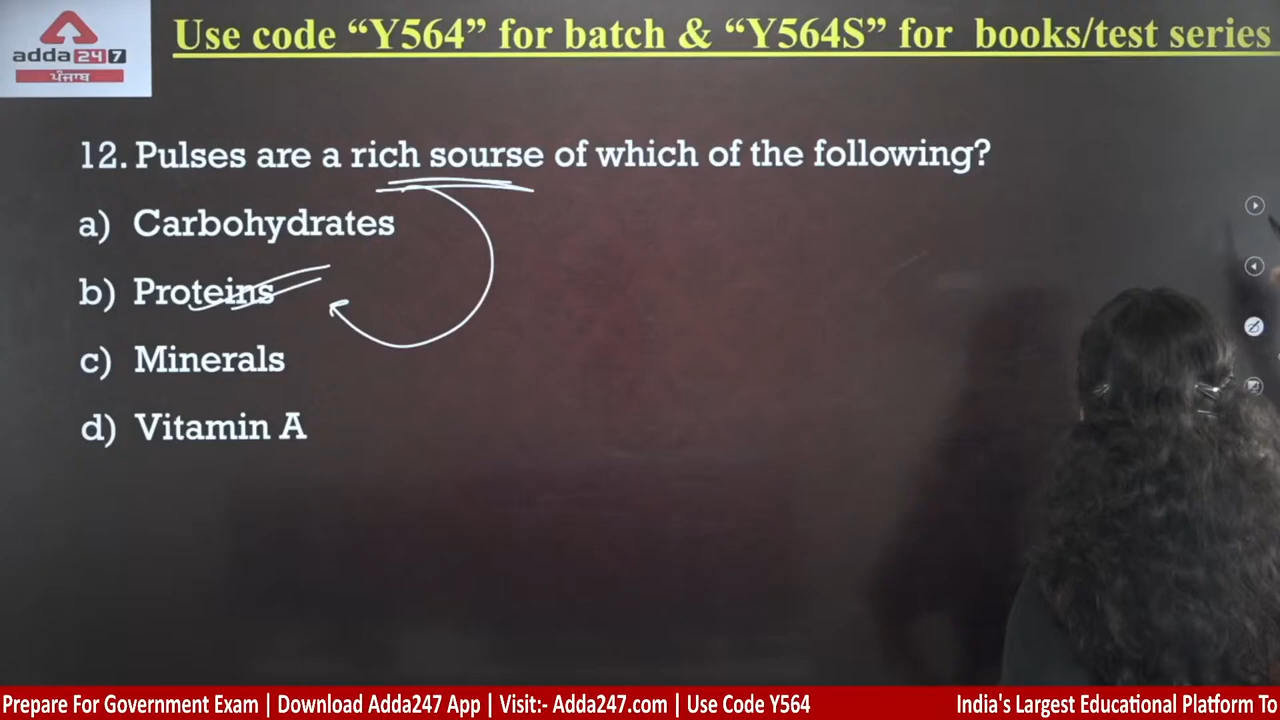 Use code “Y564” for batch & “Y564S” for books/test series
adda247
ਪੰਜਾਬ
12. Pulses are a rich sourse of which of the following?
a) Carbohydrates
b) Proteins
c) Minerals
d) Vitamin A
Prepare For Government Exam | Download Adda247 App | Visit:- Adda247.com | Use Code Y564 India's Largest Educational Platform To